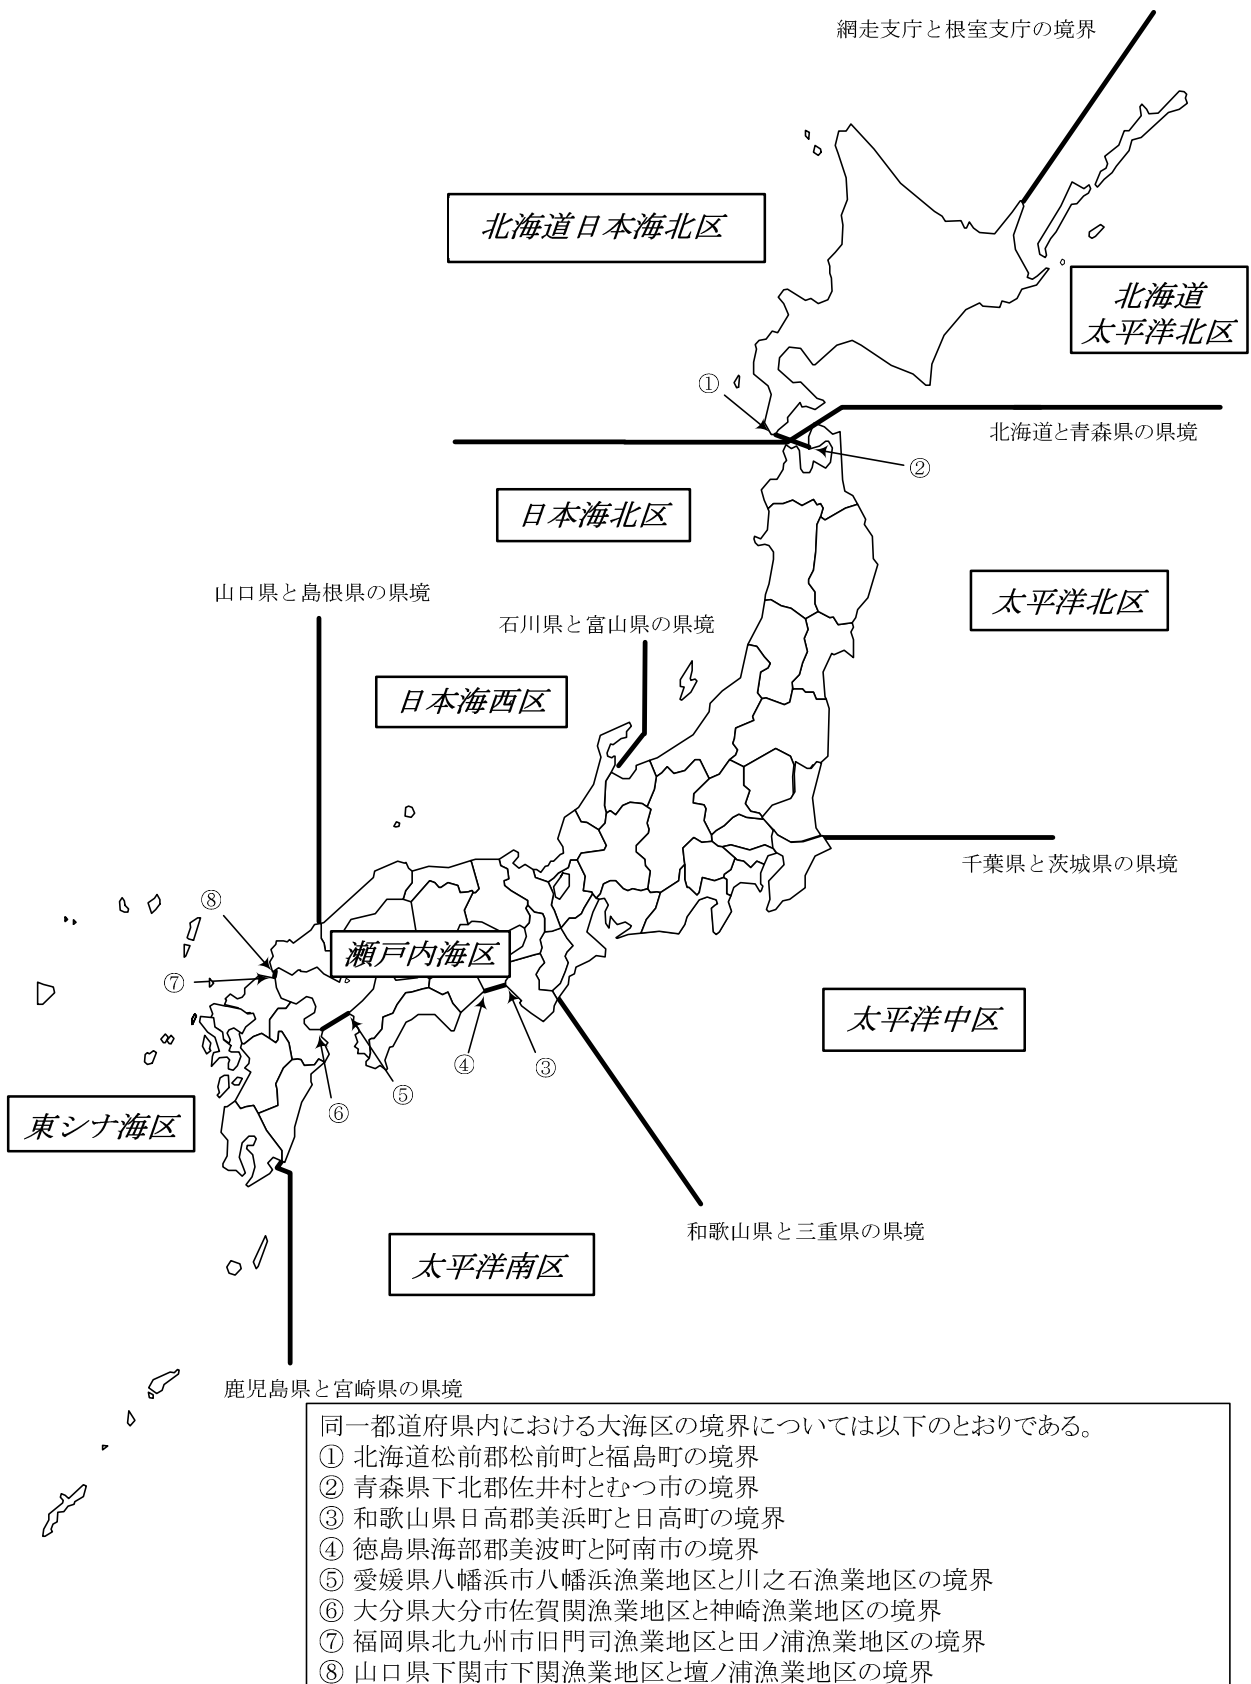 網走支庁と根室支庁の境界
北海道日本海北区
北海道
太平洋北区
①
北海道と青森県の県境
②
日本海北区
山口県と島根県の県境
太平洋北区
石川県と富山県の県境
日本海西区
千葉県と茨城県の県境
⑧
瀬戸内海区
⑦
太平洋中区
④
③
⑤
⑥
東シナ海区
和歌山県と三重県の県境
太平洋南区
鹿児島県と宮崎県の県境
同一都道府県内における大海区の境界については以下のとおりである。
① 北海道松前郡松前町と福島町の境界
② 青森県下北郡佐井村とむつ市の境界
③ 和歌山県日高郡美浜町と日高町の境界
④ 徳島県海部郡美波町と阿南市の境界
⑤ 愛媛県八幡浜市八幡浜漁業地区と川之石漁業地区の境界
⑥ 大分県大分市佐賀関漁業地区と神崎漁業地区の境界
⑦ 福岡県北九州市旧門司漁業地区と田ノ浦漁業地区の境界
⑧ 山口県下関市下関漁業地区と壇ノ浦漁業地区の境界